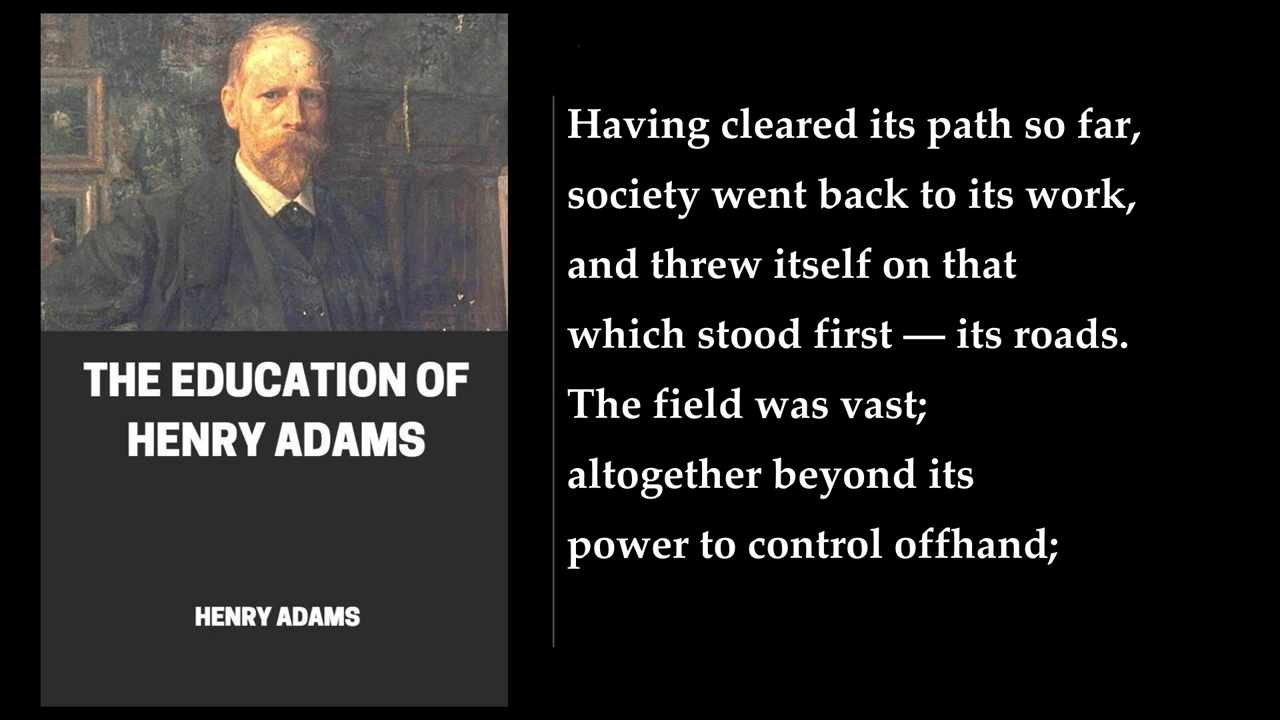 THE EDUCATION OF
HENRY ADAMS
HENRY ADAMS
Having cleared its path so far,
society went back to its work,
and threw itself on that
which stood first — its roads.
The field was vast;
altogether beyond its
power to control offhand;